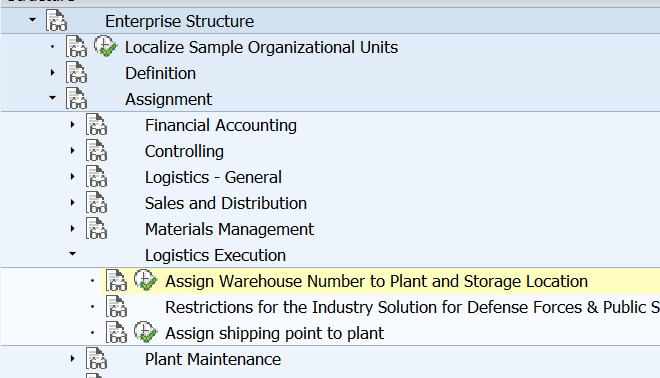 Enterprise Structure
Localize Sample Organizational Units
Definition
Assignment
Financial Accounting
Controlling
Logistics - General
Sales and Distribution
Materials Management
Logistics Execution
Assign Warehouse Number to Plant and Storage Location
Restrictions for the Industry Solution for Defense Forces & Public S
Assign shipping point to plant
Plant Maintenance